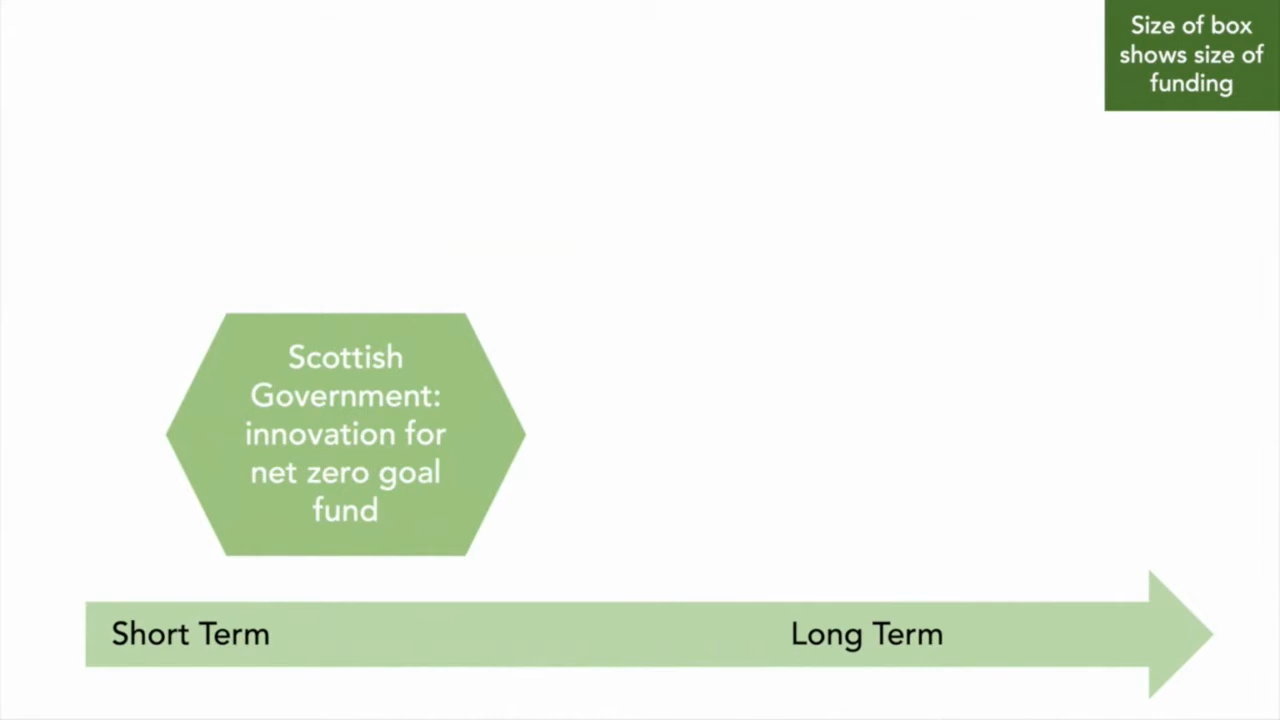 Size of box
shows size of
funding
Scottish
Government:
innovation for
net zero goal
fund
Short Term
Long Term